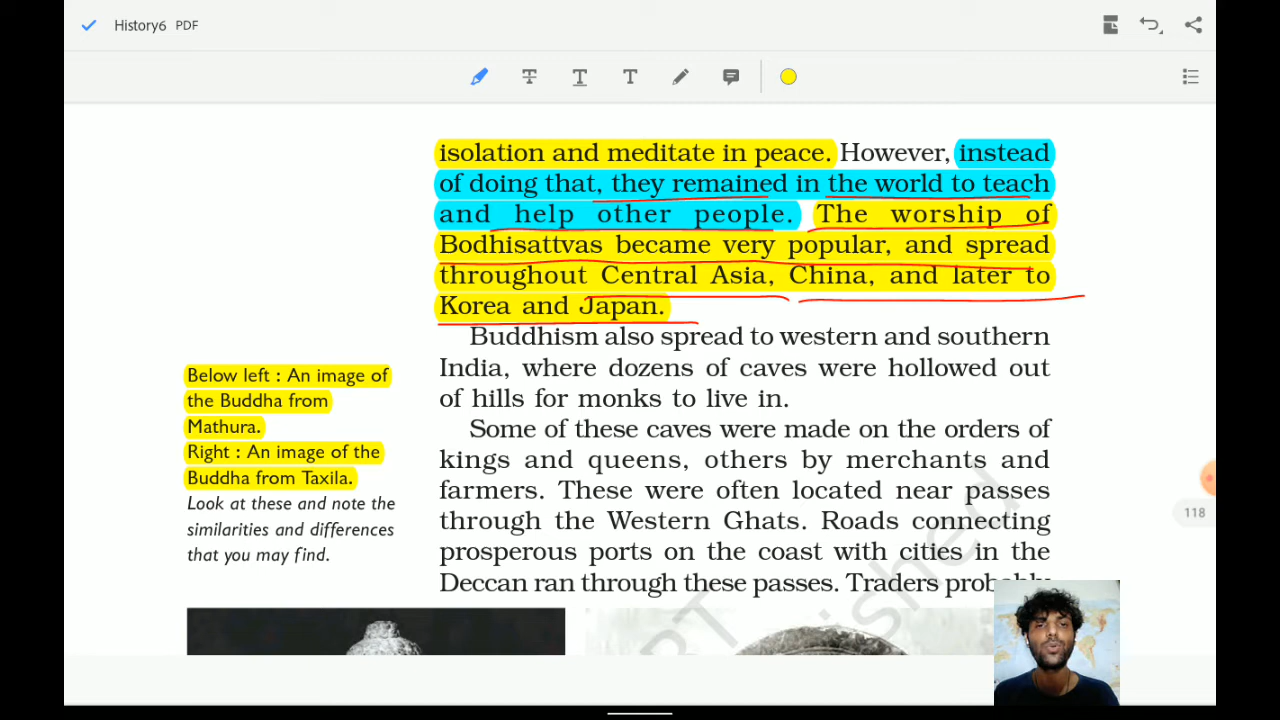 History6 PDF
isolation and meditate in peace. However, instead
of doing that, they remained in the world to teach
and help other people. The worship of
Bodhisattvas became very popular, and spread
throughout Central Asia, China, and later to
Korea and Japan.
Buddhism also spread to western and southern
India, where dozens of caves were hollowed out
of hills for monks to live in.
Some of these caves were made on the orders of
kings and queens, others by merchants and
farmers. These were often located near passes
through the Western Ghats. Roads connecting
prosperous ports on the coast with cities in the
Deccan ran through these passes. Traders probably
Below left : An image of
the Buddha from
Mathura.
Right : An image of the
Buddha from Taxila.
Look at these and note the
similarities and differences
that you may find.
118